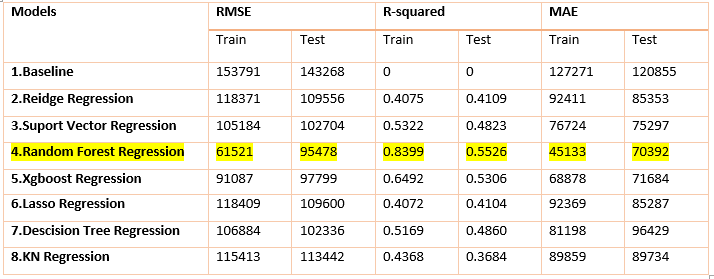 Models RMSE R-squared MAE
Train Test Train Test Train Test
1.Baseline 153791 143268 0 0 127271 120855
2.Reidge Regression 118371 109556 0.4075 0.4109 92411 85353
3.Suport Vector Regression 105184 102704 0.5322 0.4823 76724 75297
4.Random Forest Regression 61521 95478 0.8399 0.5526 45133 70392
5.Xgboost Regression 91087 97799 0.6492 0.5306 68878 71684
6.Lasso Regression 118409 109600 0.4072 0.4104 92369 85287
7.Descision Tree Regression 106884 102336 0.5169 0.4860 81198 96429
8.KN Regression 115413 113442 0.4368 0.3684 89859 89734